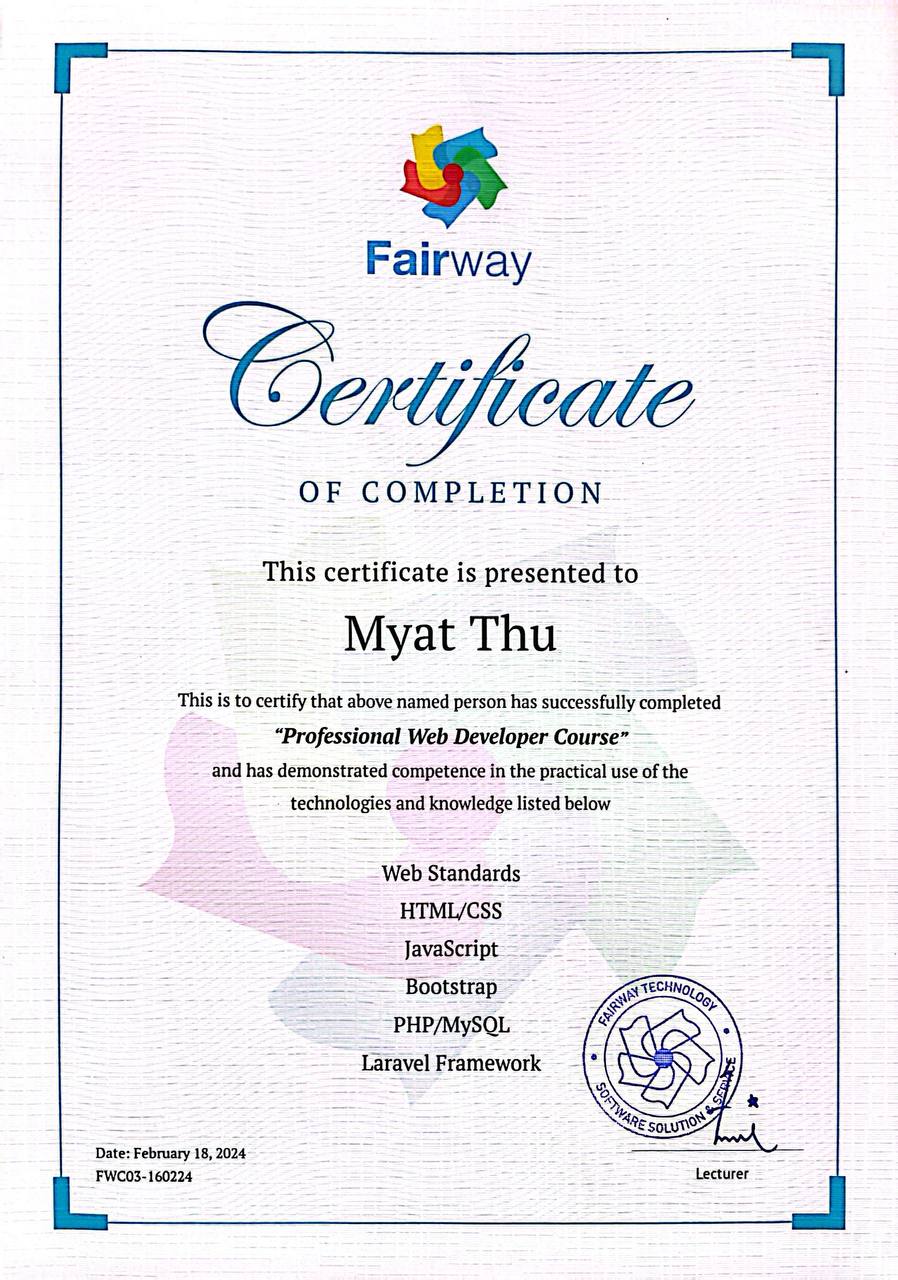 Fairway
Certificate
OF COMPLETION
This certificate is presented to
Myat Thu
This is to certify that above named person has successfully completed
“Professional Web Developer Course”
and has demonstrated competence in the practical use of the
technologies and knowledge listed below
Web Standards
HTML/CSS
JavaScript
Bootstrap
PHP/MySQL
Laravel Framework
FAIRWAY TECHNOLOGY
SOFTWARE SOLUTION & SERVICE
Date: February 18, 2024
FWC03-160224
Lecturer